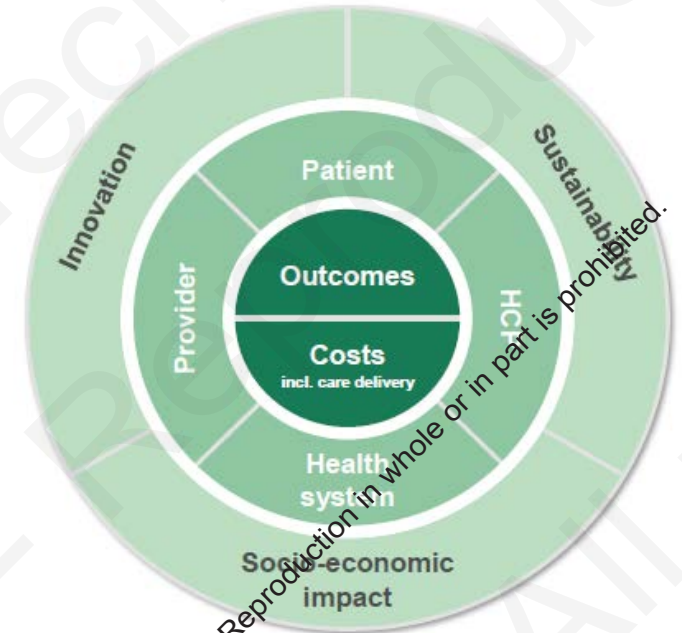 Innovation
Sustainability
Patient
Provider
HCP
Outcomes
Costs
incl. care delivery
Health
system
Socio-economic
impact
Reproduction in whole or in part is prohibited.